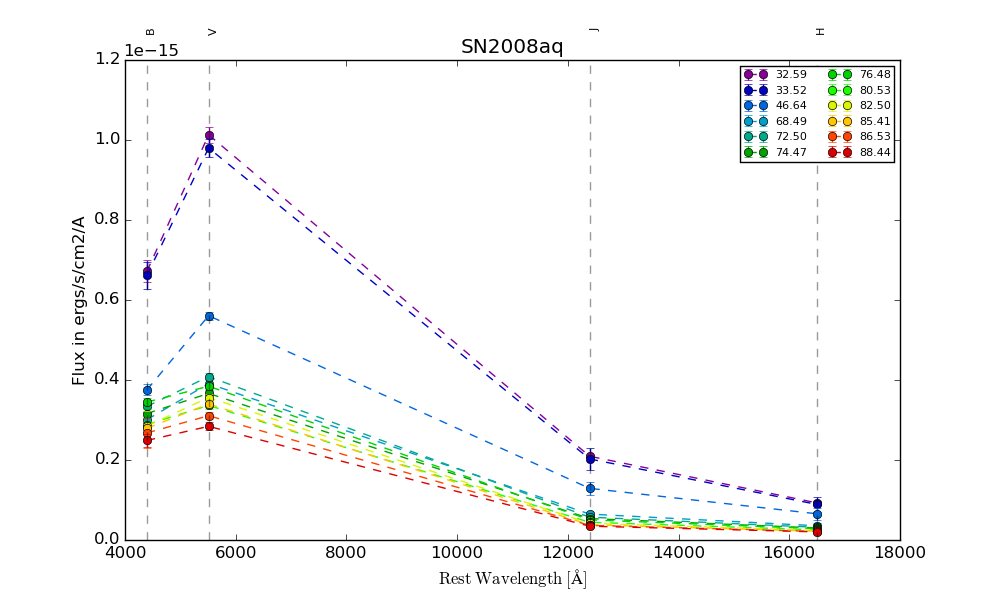 B V J H
1e−15 SN2008aq
1.2
1.0
0.8
0.6
0.4
0.2
0.0
Flux in ergs/s/cm2/A
32.59 76.48
33.52 80.53
46.64 82.50
68.49 85.41
72.50 86.53
74.47 88.44
4000 6000 8000 10000 12000 14000 16000 18000
Rest Wavelength [Å]